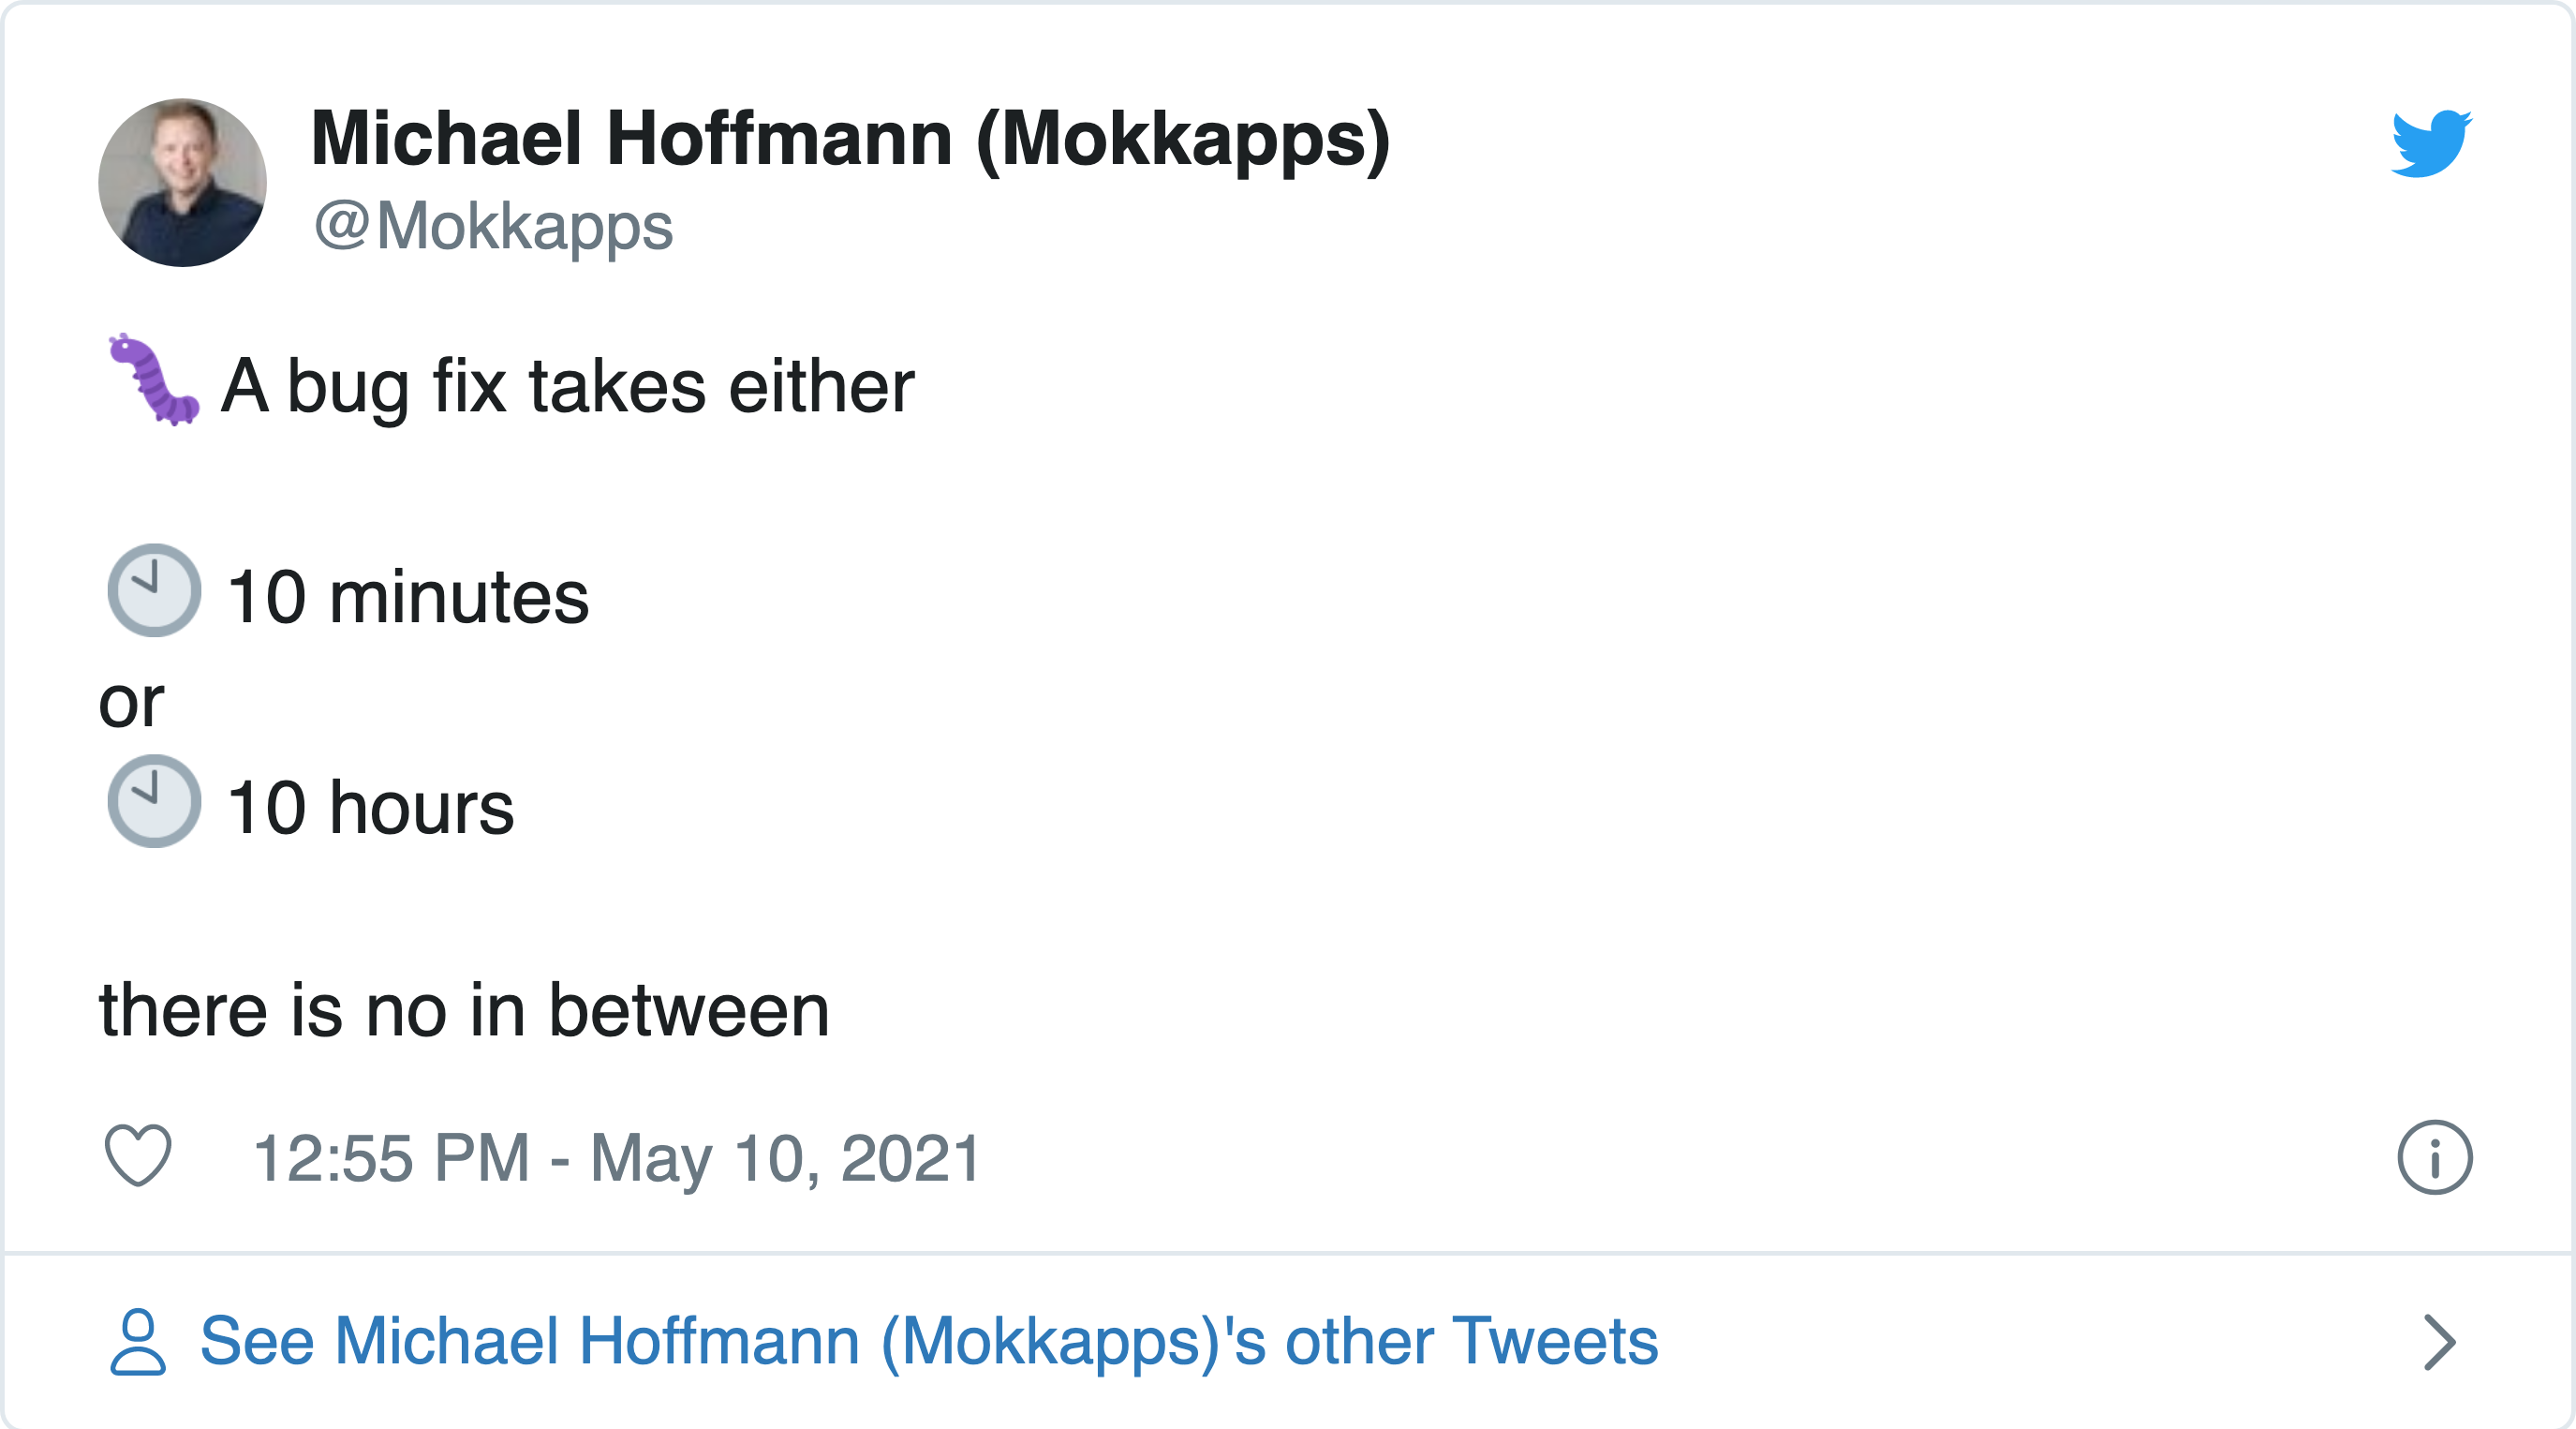 Michael Hoffmann (Mokkapps)
@Mokkapps
🐛 A bug fix takes either
🕙 10 minutes
or
🕙 10 hours
there is no in between
12:55 PM - May 10, 2021
See Michael Hoffmann (Mokkapps)'s other Tweets